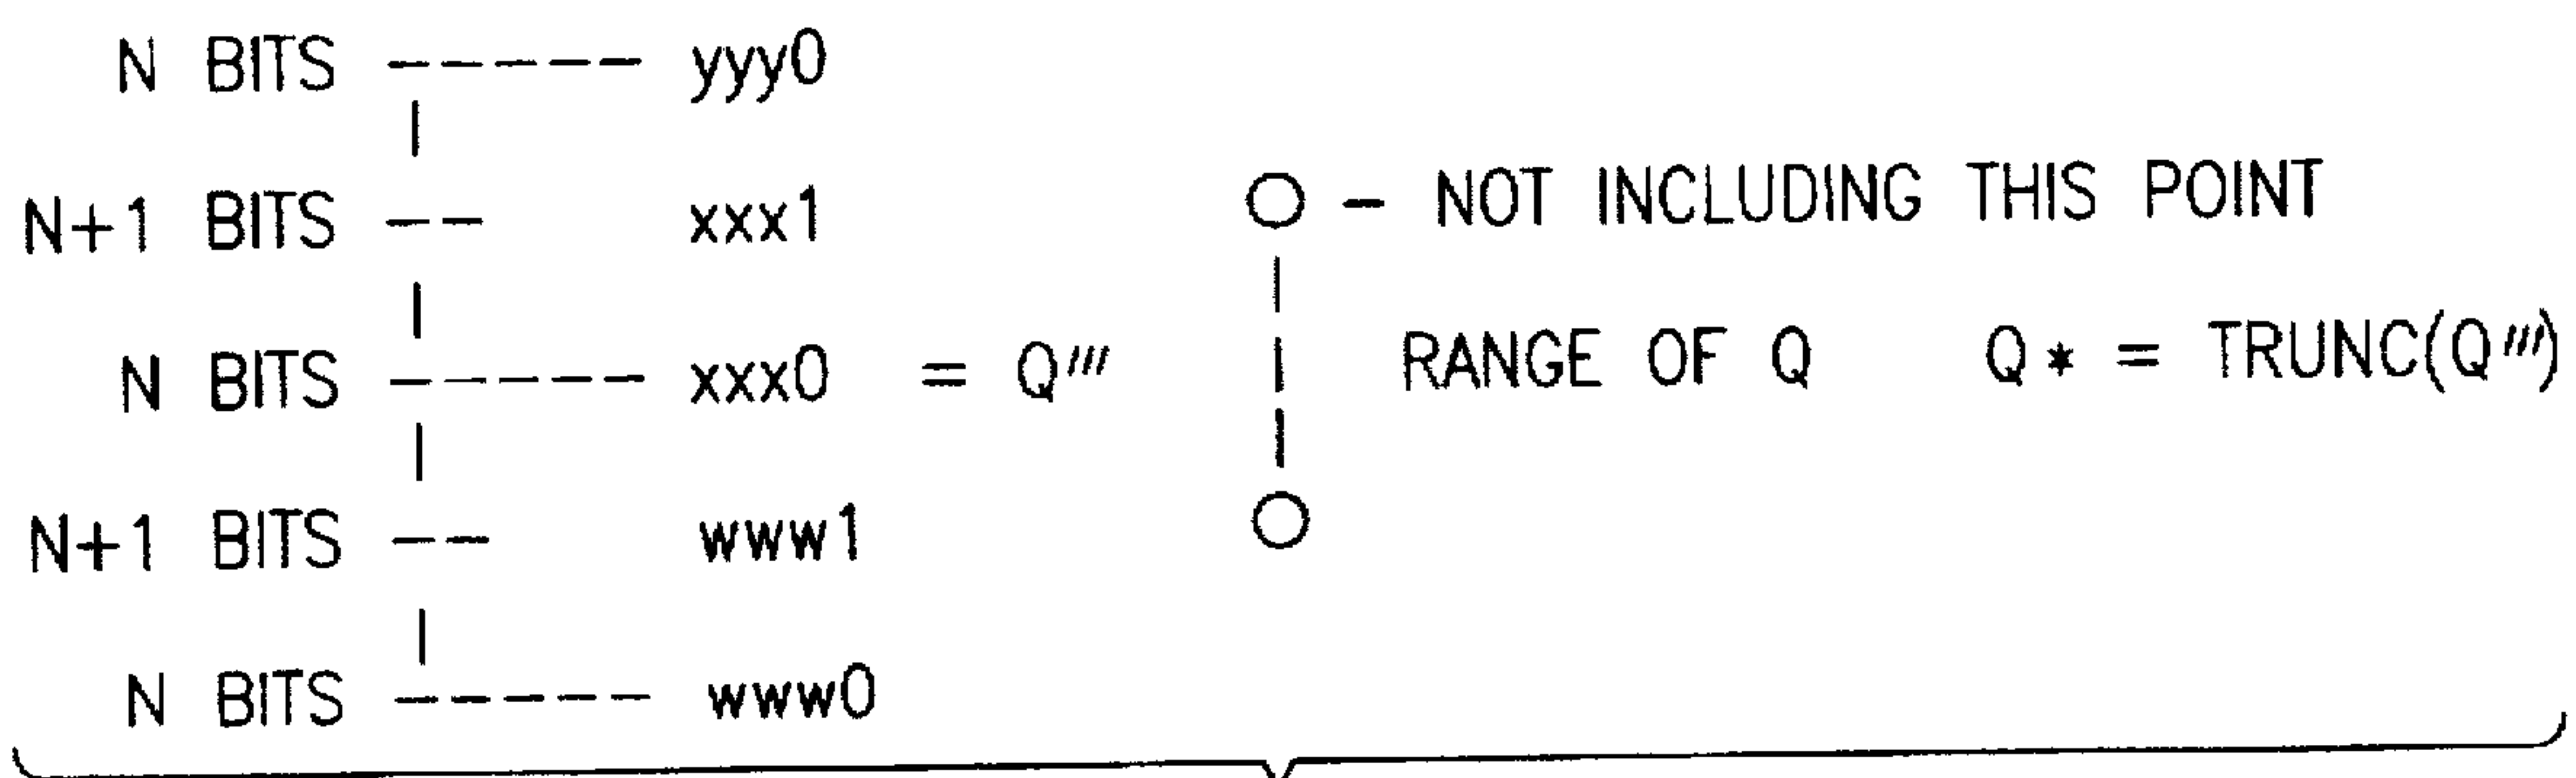 N BITS ------ yyy0
N+1 BITS -- xxx1 ○ - NOT INCLUDING THIS POINT
N BITS ------ xxx0 = Q''' RANGE OF Q Q* = TRUNC(Q''')
N+1 BITS -- www1 ○
N BITS ------ www0